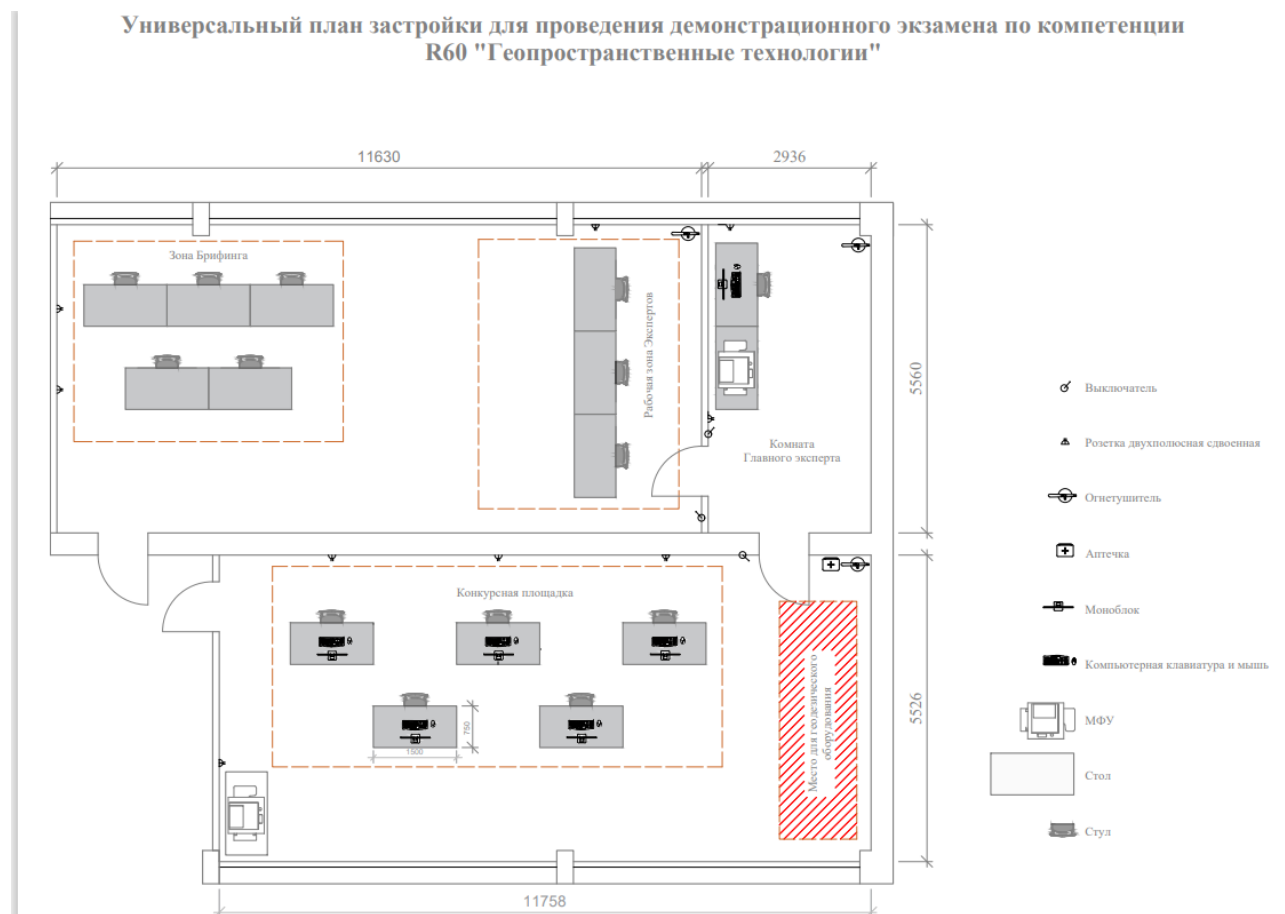 Универсальный план застройки для проведения демонстрационного экзамена по компетенции
R60 "Геопространственные технологии"
11630
2936
Зона Брифинга
Рабочая зона Экспертов
5560
Комната
Главного эксперта
Выключатель
Розетка двухполюсная сдвоенная
Огнетушитель
Аптечка
Моноблок
Компьютерная клавиатура и мышь
МФУ
Стол
Стул
Конкурсная площадка
Место для геодезического
оборудования
750
1500
5526
11758